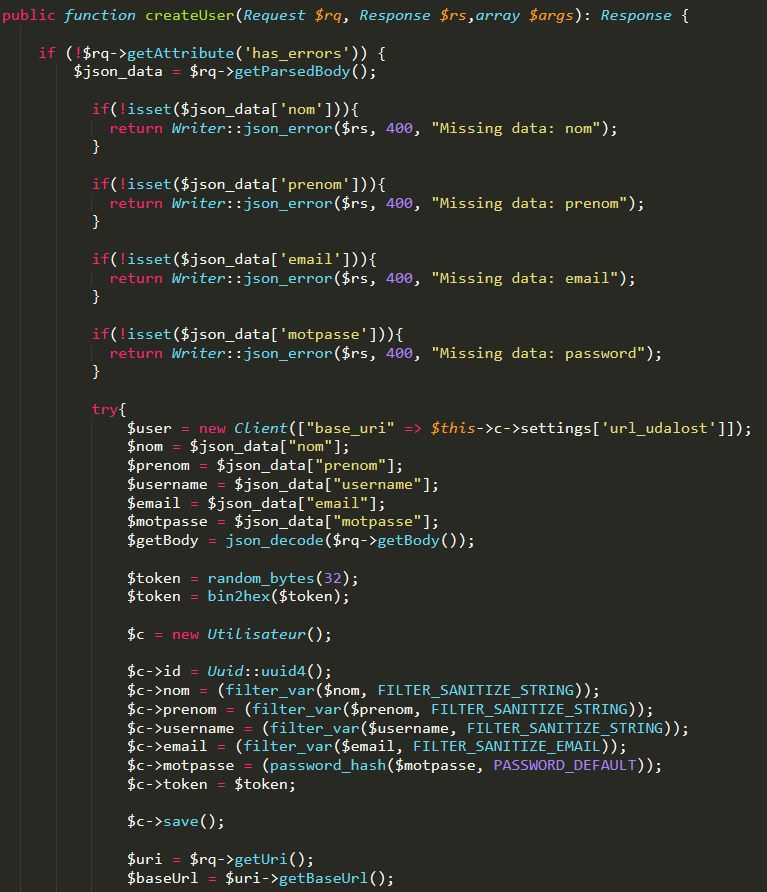 public function createUser(Request $rq, Response $rs,array $args): Response {
if (!$rq->getAttribute('has_errors')) {
$json_data = $rq->getParsedBody();
if(!isset($json_data['nom'])){
return Writer::json_error($rs, 400, "Missing data: nom");
}
if(!isset($json_data['prenom'])){
return Writer::json_error($rs, 400, "Missing data: prenom");
}
if(!isset($json_data['email'])){
return Writer::json_error($rs, 400, "Missing data: email");
}
if(!isset($json_data['motpasse'])){
return Writer::json_error($rs, 400, "Missing data: password");
}
try{
$user = new Client(["base_uri" => $this->c->settings['url_udalost']]);
$nom = $json_data["nom"];
$prenom = $json_data["prenom"];
$username = $json_data["username"];
$email = $json_data["email"];
$motpasse = $json_data["motpasse"];
$getBody = json_decode($rq->getBody());
$token = random_bytes(32);
$token = bin2hex($token);
$c = new Utilisateur();
$c->id = Uuid::uuid4();
$c->nom = (filter_var($nom, FILTER_SANITIZE_STRING));
$c->prenom = (filter_var($prenom, FILTER_SANITIZE_STRING));
$c->username = (filter_var($username, FILTER_SANITIZE_STRING));
$c->email = (filter_var($email, FILTER_SANITIZE_EMAIL));
$c->motpasse = (password_hash($motpasse, PASSWORD_DEFAULT));
$c->token = $token;
$c->save();
$uri = $rq->getUri();
$baseUrl = $uri->getBaseUrl();